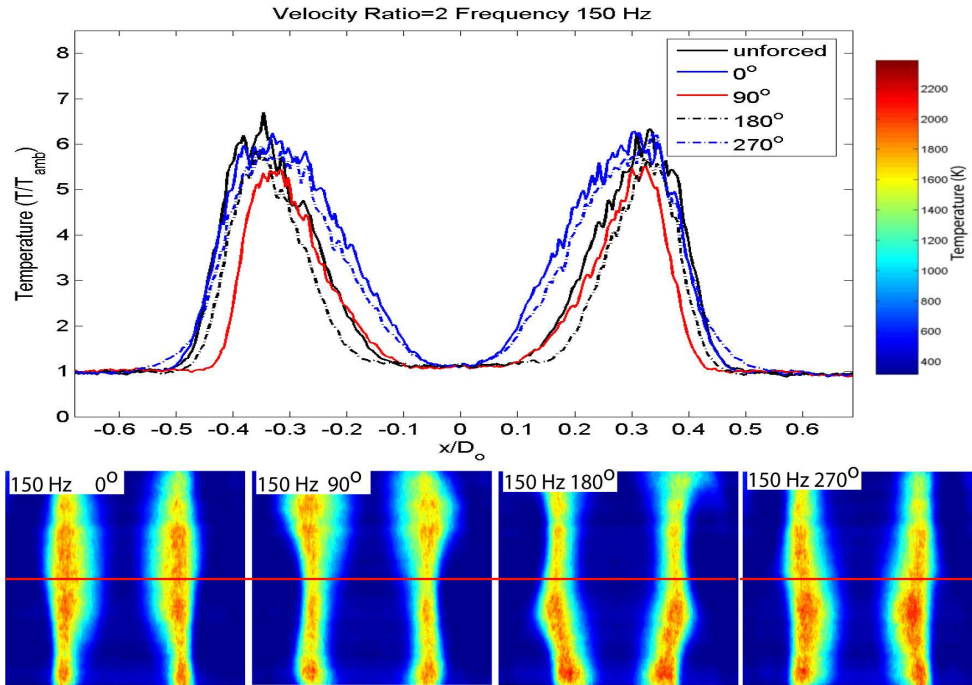 Velocity Ratio=2 Frequency 150 Hz
8
7
6
5
4
3
2
1
0
Temperature (T/T_amb)
unforced
0°
90°
180°
270°
-0.6 -0.5 -0.4 -0.3 -0.2 -0.1 0 0.1 0.2 0.3 0.4 0.5 0.6
x/D_o
2200
2000
1800
1600
1400
1200
1000
800
600
400
Temperature (K)
150 Hz 0°
150 Hz 90°
150 Hz 180°
150 Hz 270°